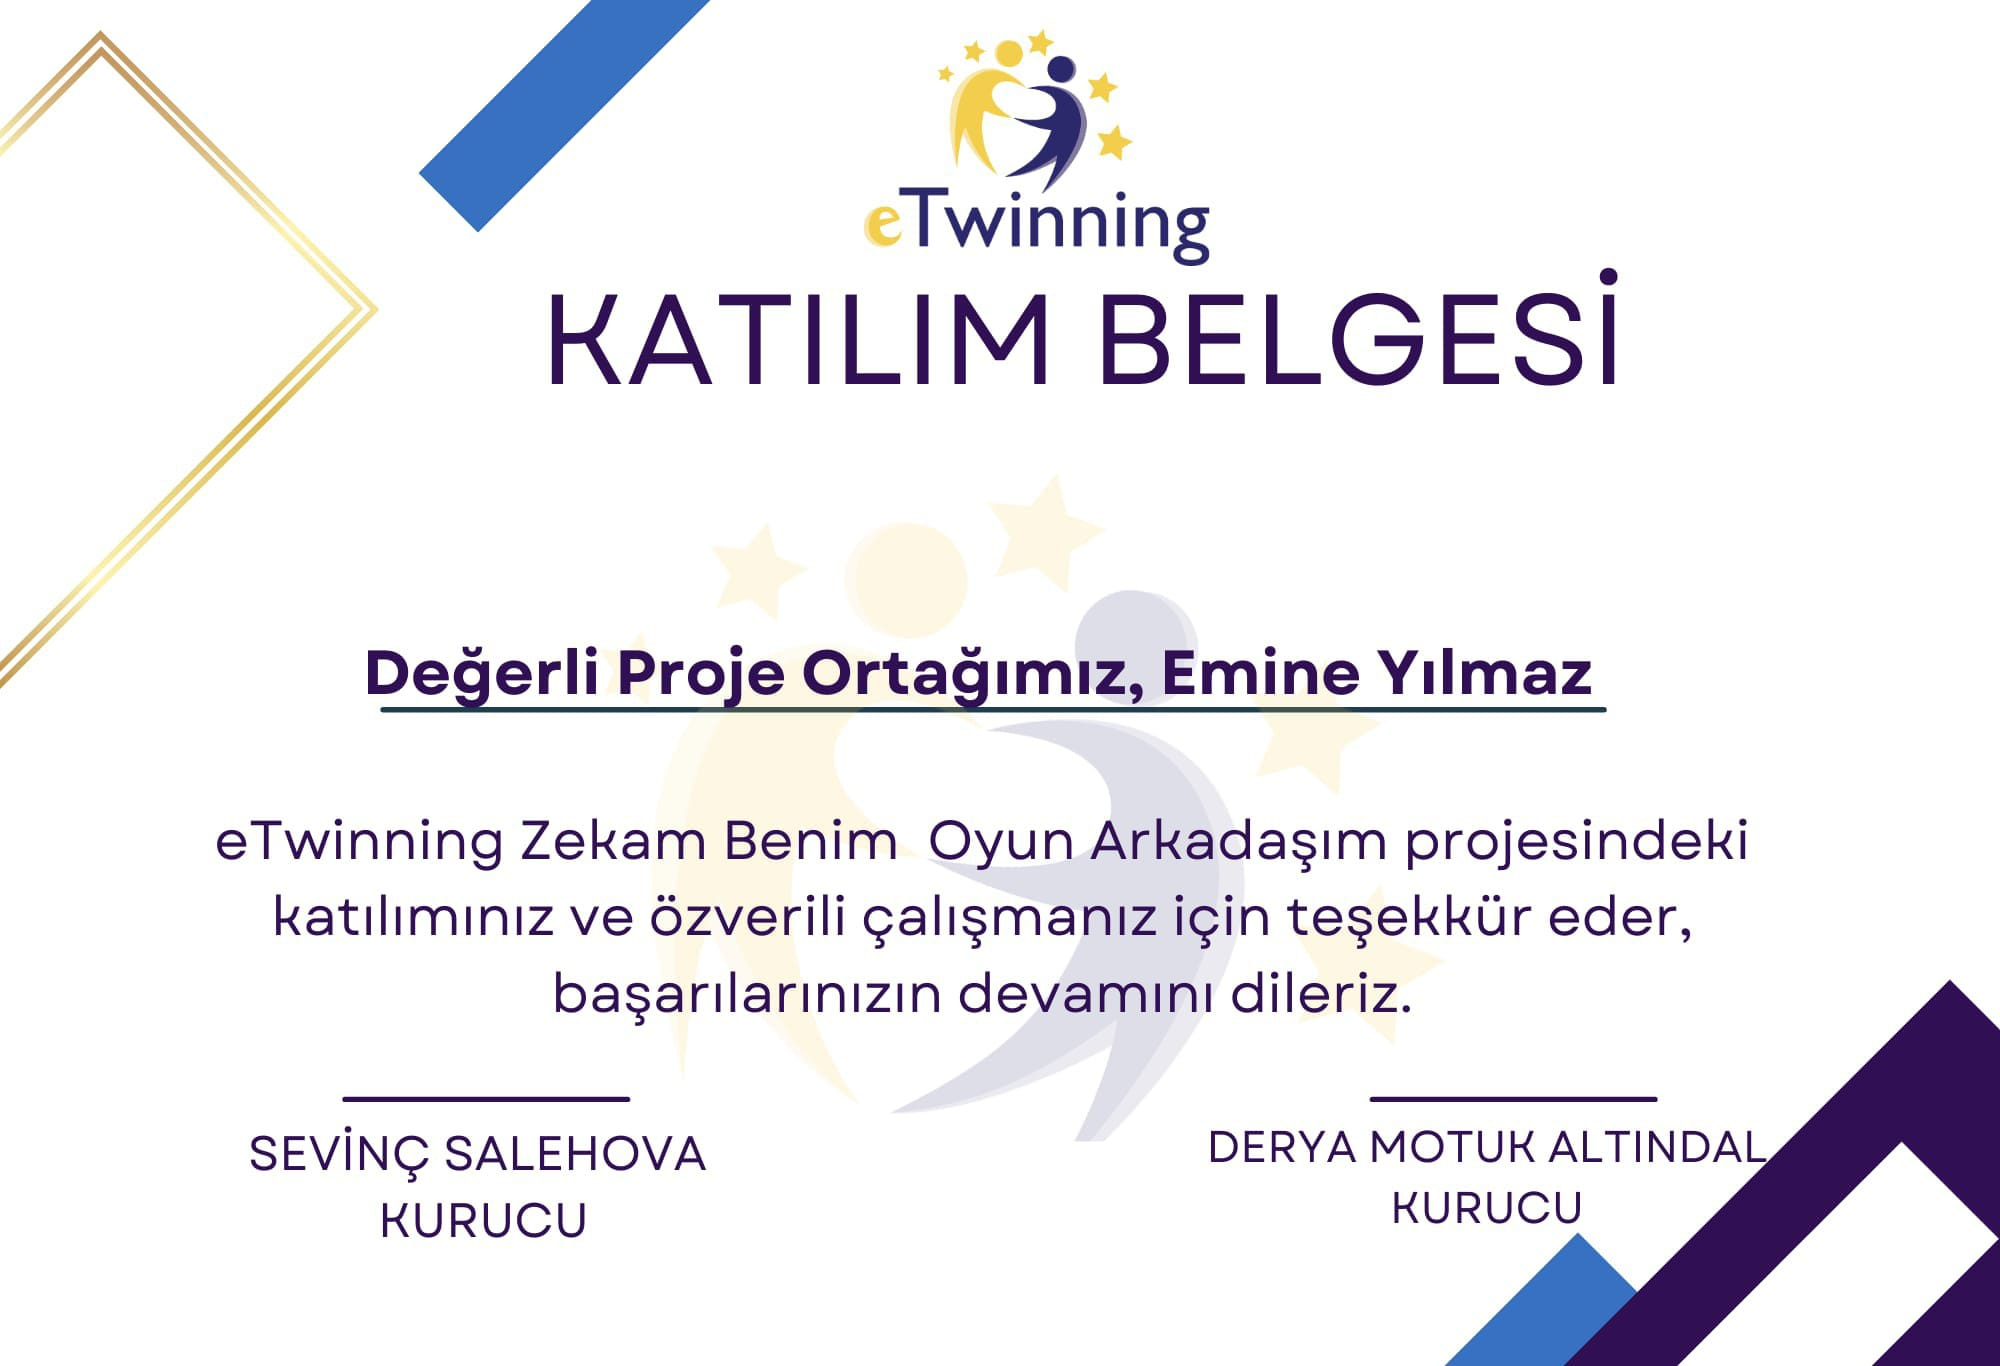 eTwinning
KATILIM BELGESİ
Değerli Proje Ortağımız, Emine Yılmaz
eTwinning Zekam Benim  Oyun Arkadaşım projesindeki
katılımınız ve özverili çalışmanız için teşekkür eder,
başarılarınızın devamını dileriz.
SEVİNÇ SALEHOVA
KURUCU
DERYA MOTUK ALTINDAL
KURUCU